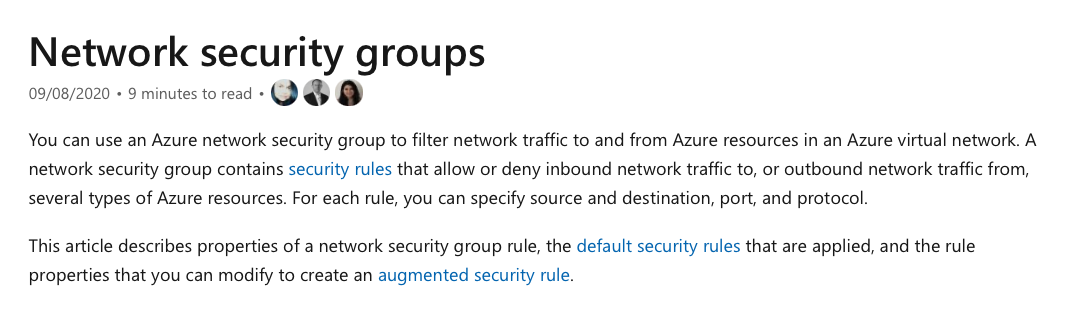 Network security groups
09/08/2020 • 9 minutes to read •
You can use an Azure network security group to filter network traffic to and from Azure resources in an Azure virtual network. A
network security group contains security rules that allow or deny inbound network traffic to, or outbound network traffic from,
several types of Azure resources. For each rule, you can specify source and destination, port, and protocol.
This article describes properties of a network security group rule, the default security rules that are applied, and the rule
properties that you can modify to create an augmented security rule.